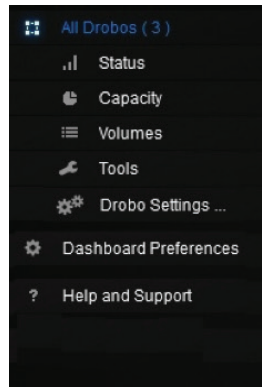 All Drobos ( 3 )
Status
Capacity
Volumes
Tools
Drobo Settings ...
Dashboard Preferences
? Help and Support